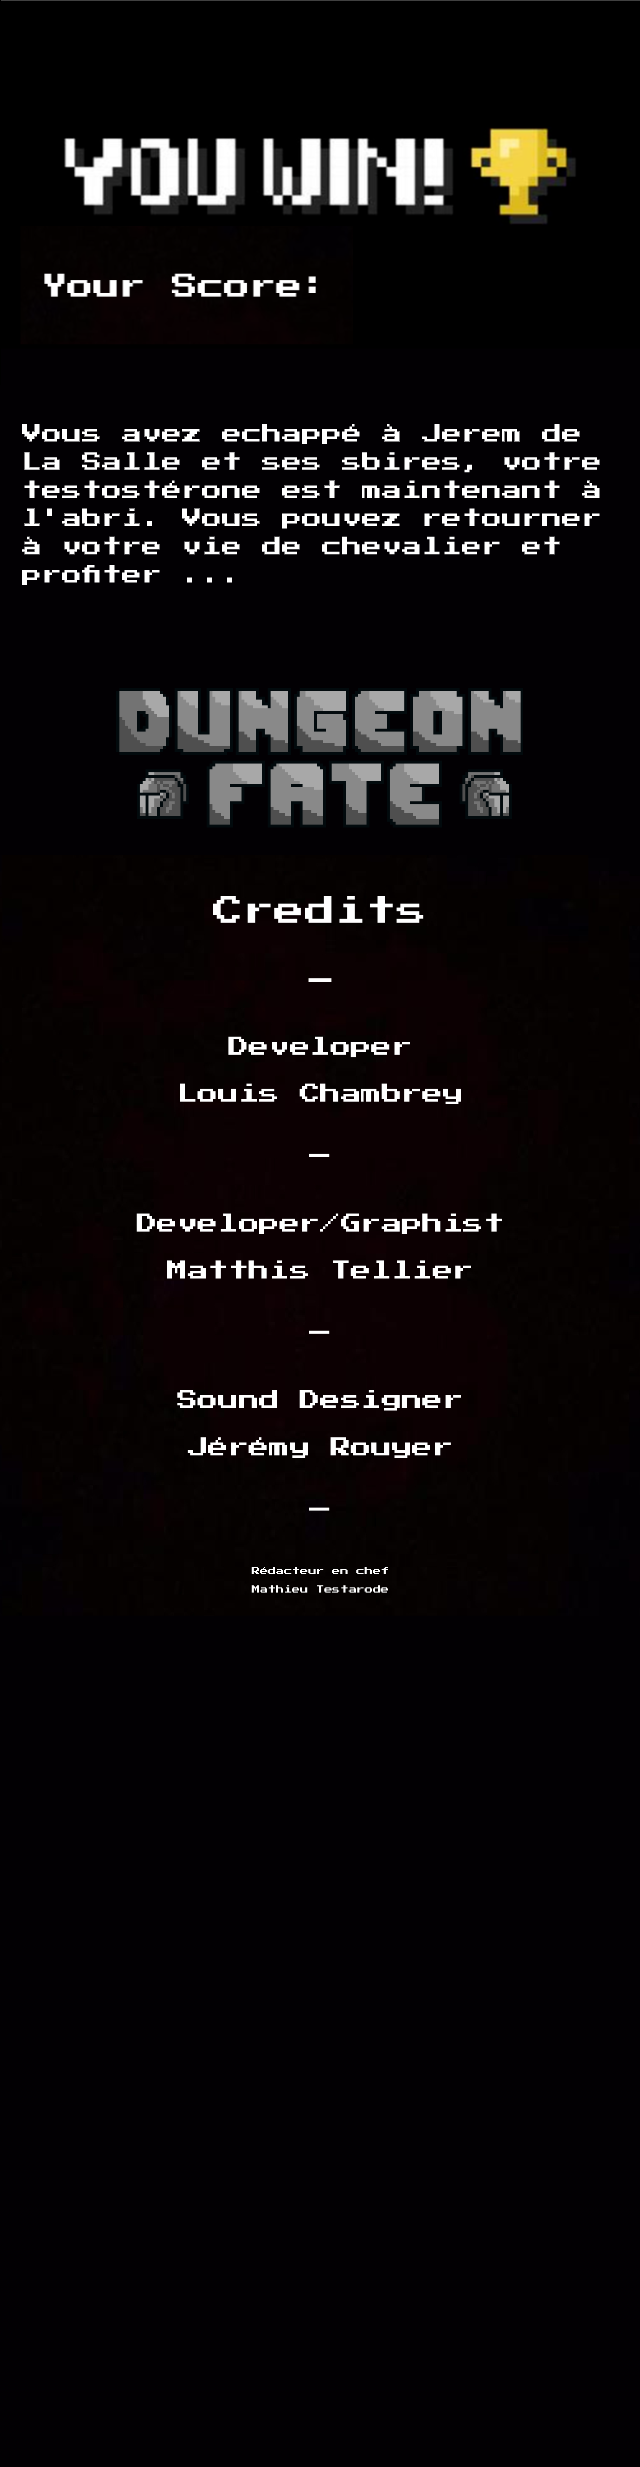 YOU WIN!
Your Score:
Vous avez echappé à Jerem de
La Salle et ses sbires, votre
testostérone est maintenant à
l'abri. Vous pouvez retourner
à votre vie de chevalier et
profiter ...
DUNGEON
FATE
Credits
—
Developer
Louis Chambrey
—
Developer/Graphist
Matthis Tellier
—
Sound Designer
Jérémy Rouyer
—
Rédacteur en chef
Mathieu Testarode